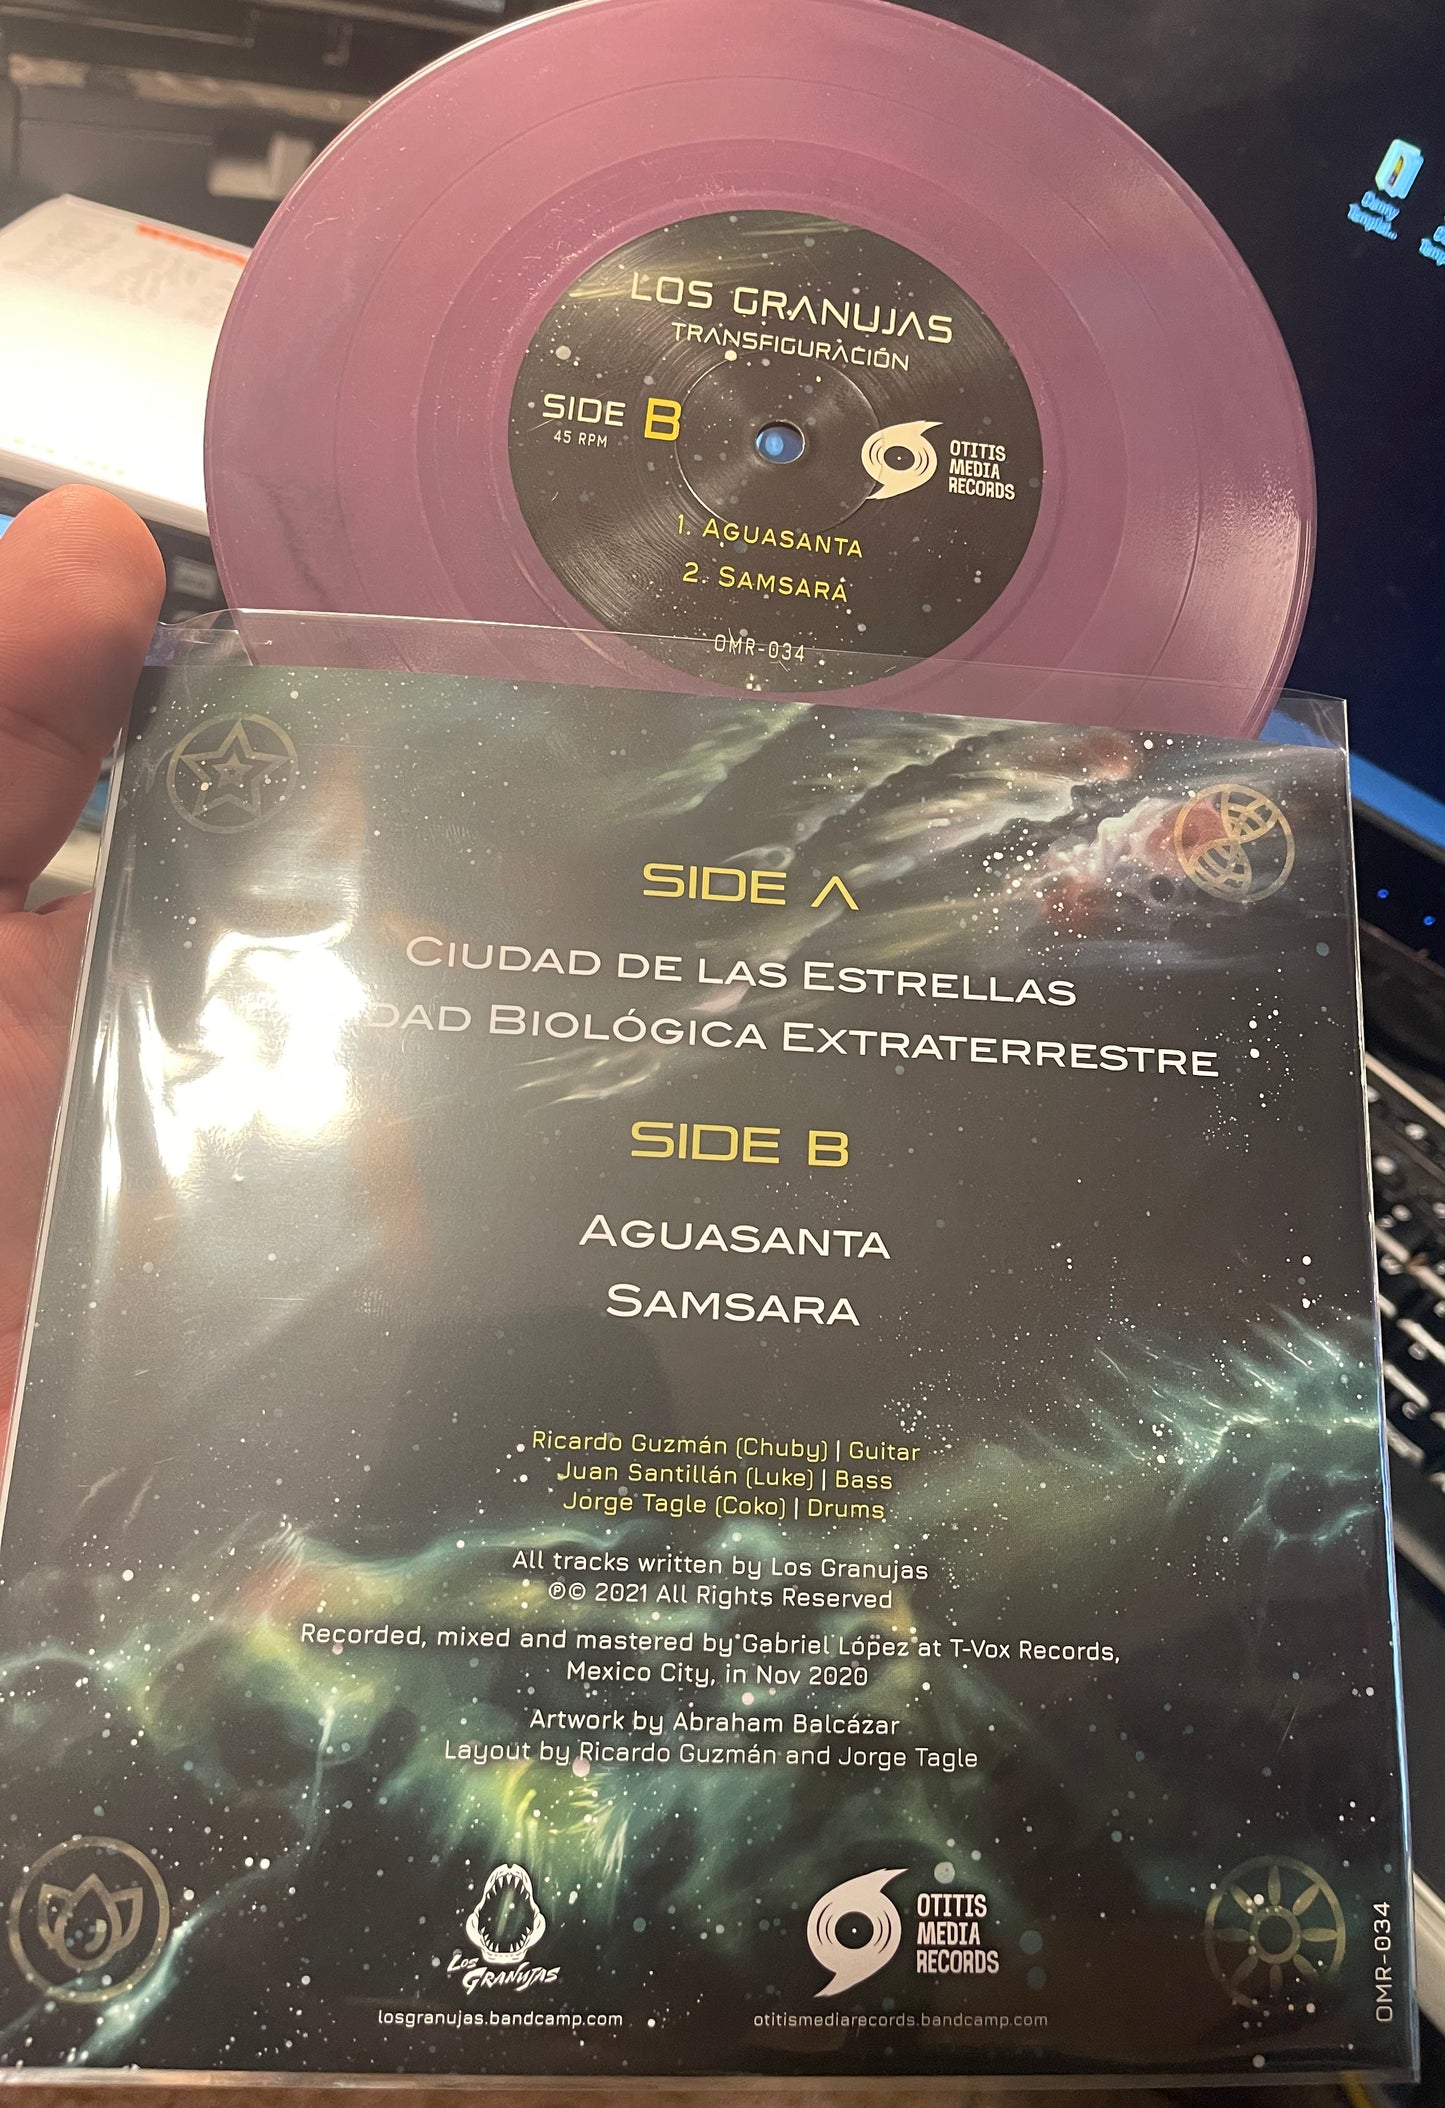 LOS GRANUJAS
TRANSFIGURACIÓN
SIDE B
45 RPM
OTITIS
MEDIA
RECORDS
1. AGUASANTA
2. SAMSARA
OMR-034
SIDE A
CIUDAD DE LAS ESTRELLAS
BIOLÓGICA EXTRATERRESTRE
SIDE B
AGUASANTA
SAMSARA
Ricardo Guzmán (Chuby) | Guitar
Juan Santillán (Luke) | Bass
Jorge Tagle (Coko) | Drums
All tracks written by Los Granujas
℗© 2021 All Rights Reserved
Recorded, mixed and mastered by Gabriel López at T-Vox Records,
Mexico City, in Nov 2020
Artwork by Abraham Balcázar
Layout by Ricardo Guzmán and Jorge Tagle
LOS
GRANUJAS
losgranujas.bandcamp.com
OTITIS
MEDIA
RECORDS
otitismediarecords.bandcamp.com
OMR-034